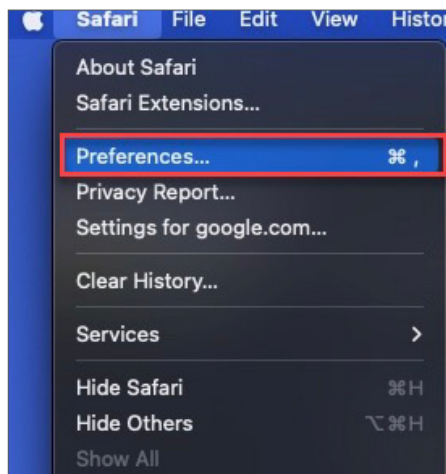 Safari File Edit View Histor
About Safari
Safari Extensions...
Preferences... ⌘ ,
Privacy Report...
Settings for google.com...
Clear History...
Services >
Hide Safari ⌘H
Hide Others ⌥⌘H
Show All